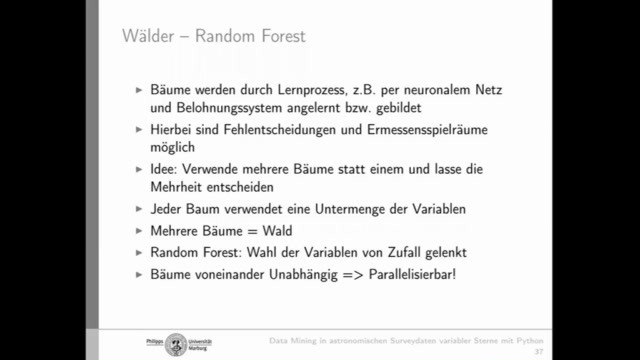 Wälder – Random Forest
Bäume werden durch Lernprozess, z.B. per neuronalem Netz
und Belohnungssystem angelernt bzw. gebildet
Hierbei sind Fehlentscheidungen und Ermessensspielräume
möglich
Idee: Verwende mehrere Bäume statt einem und lasse die
Mehrheit entscheiden
Jeder Baum verwendet eine Untermenge der Variablen
Mehrere Bäume = Wald
Random Forest: Wahl der Variablen von Zufall gelenkt
Bäume voneinander Unabhängig => Parallelisierbar!
Philipps Universität
Marburg
Data Mining in astronomischen Surveydaten variabler Sterne mit Python
37